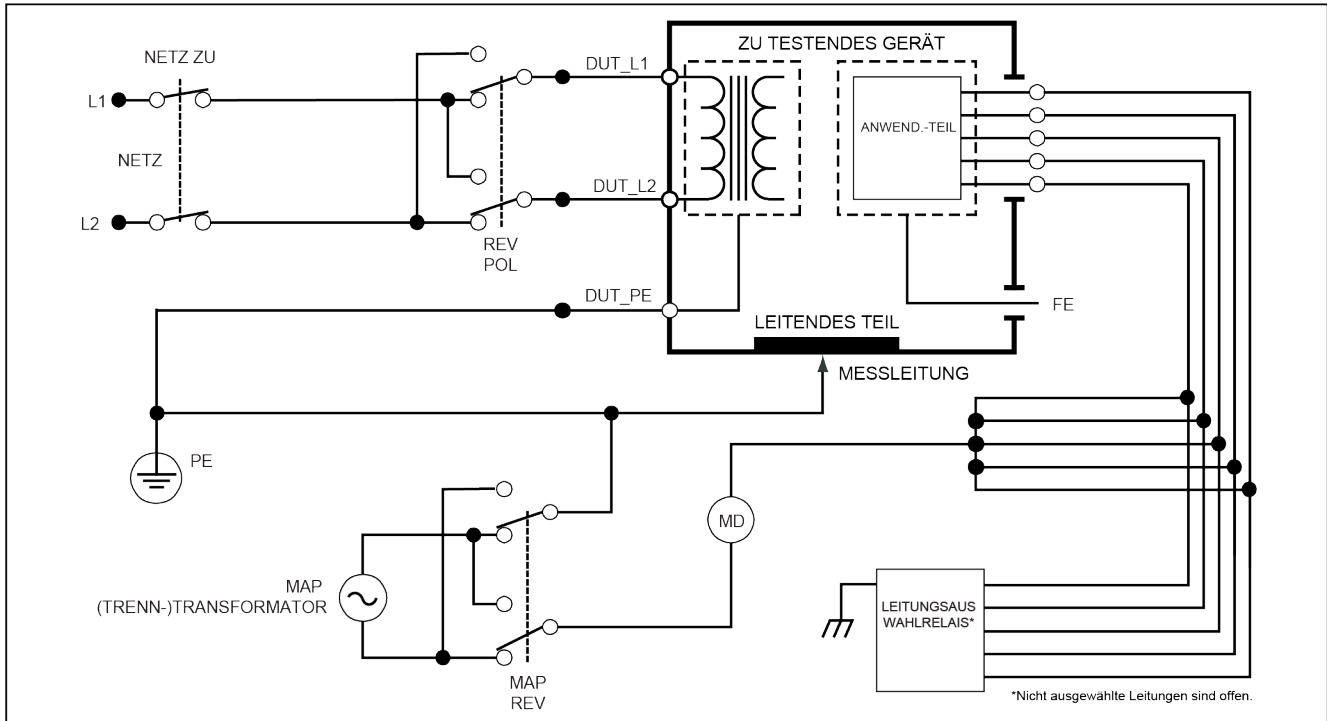 ZU TESTENDES GERÄT
NETZ ZU
DUT_L1
L1
ANWEND.-TEIL
NETZ
DUT_L2
L2
REV
POL
DUT_PE
FE
LEITENDES TEIL
MESSLEITUNG
PE
MD
MAP
(TRENN-)TRANSFORMATOR
LEITUNGSAUS
WAHLRELAIS*
MAP
REV
*Nicht ausgewählte Leitungen sind offen.